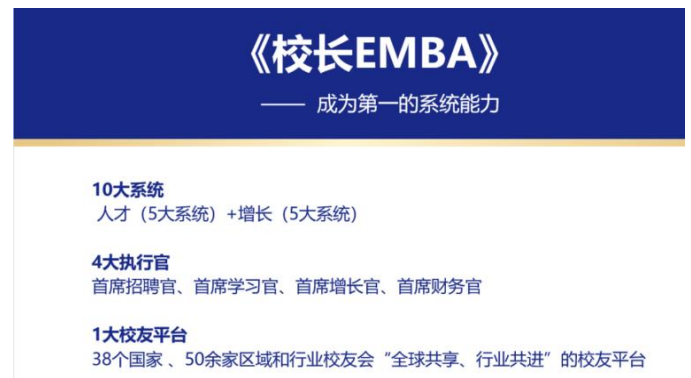 《校长EMBA》
—— 成为第一的系统能力
10大系统
人才（5大系统）+增长（5大系统）
4大执行官
首席招聘官、首席学习官、首席增长官、首席财务官
1大校友平台
38个国家 、50余家区域和行业校友会“全球共享、行业共进”的校友平台